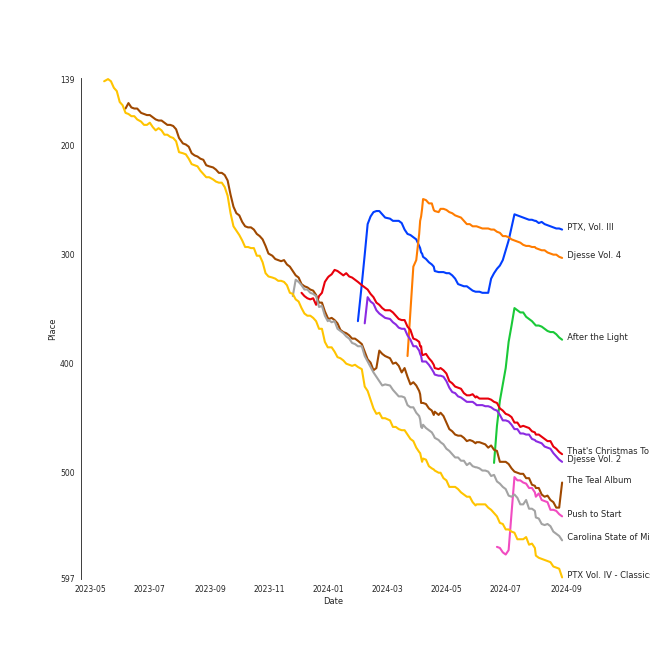 139
200
300
400
500
597
Place
2023-05
2023-07
2023-09
2023-11
2024-01
2024-03
2024-05
2024-07
2024-09
Date
PTX, Vol. III
Djesse Vol. 4
After the Light
That's Christmas To
Djesse Vol. 2
The Teal Album
Push to Start
Carolina State of Mi
PTX Vol. IV - Classic